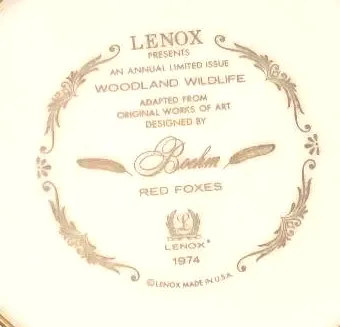 LENOX
PRESENTS
AN ANNUAL LIMITED ISSUE
WOODLAND WILDLIFE
ADAPTED FROM
ORIGINAL WORKS OF ART
DESIGNED BY
Boehm
RED FOXES
L
LENOX®
1974
© LENOX MADE IN U.S.A.